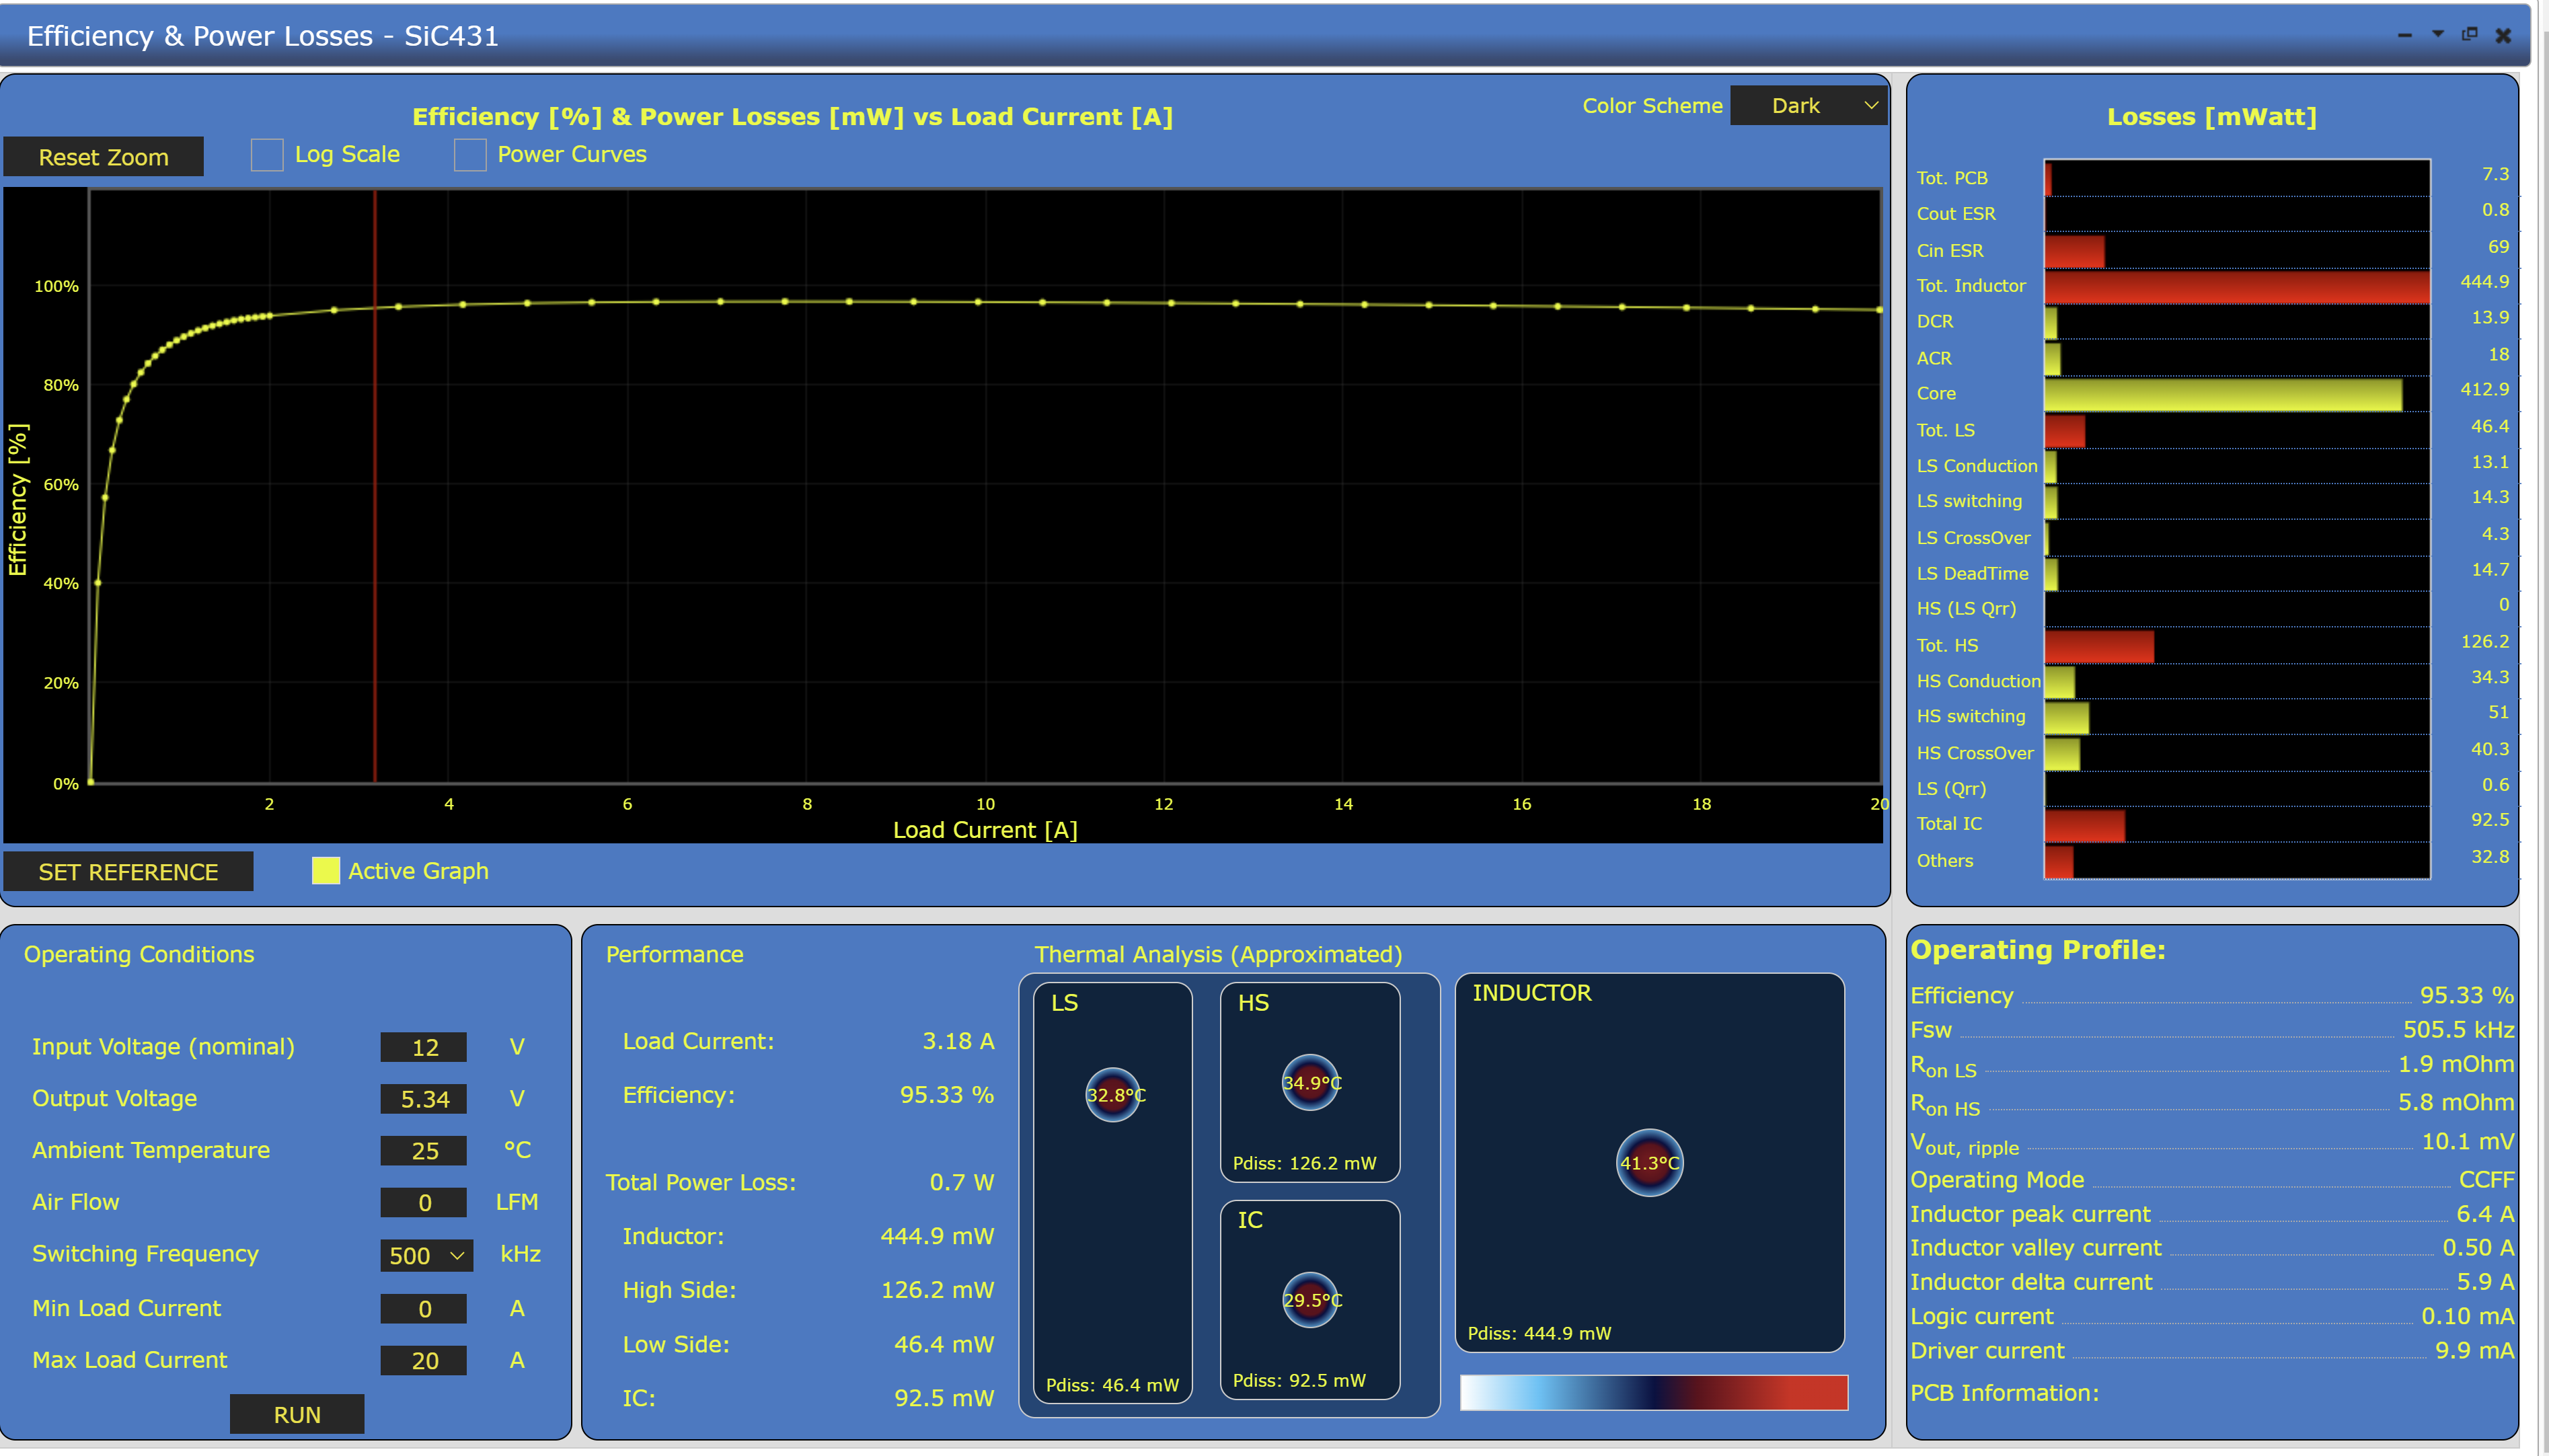 Efficiency & Power Losses - SiC431
Efficiency [%] & Power Losses [mW] vs Load Current [A]
Color Scheme Dark
Reset Zoom Log Scale Power Curves
100%
80%
60%
40%
20%
0%
Efficiency [%]
2 4 6 8 10 12 14 16 18 20
Load Current [A]
SET REFERENCE Active Graph
Losses [mWatt]
Tot. PCB 7.3
Cout ESR 0.8
Cin ESR 69
Tot. Inductor 444.9
DCR 13.9
ACR 18
Core 412.9
Tot. LS 46.4
LS Conduction 13.1
LS switching 14.3
LS CrossOver 4.3
LS DeadTime 14.7
HS (LS Qrr) 0
Tot. HS 126.2
HS Conduction 34.3
HS switching 51
HS CrossOver 40.3
LS (Qrr) 0.6
Total IC 92.5
Others 32.8
Operating Conditions
Input Voltage (nominal) 12 V
Output Voltage 5.34 V
Ambient Temperature 25 °C
Air Flow 0 LFM
Switching Frequency 500 kHz
Min Load Current 0 A
Max Load Current 20 A
RUN
Performance
Load Current: 3.18 A
Efficiency: 95.33 %
Total Power Loss: 0.7 W
Inductor: 444.9 mW
High Side: 126.2 mW
Low Side: 46.4 mW
IC: 92.5 mW
Thermal Analysis (Approximated)
LS
32.8°C
Pdiss: 46.4 mW
HS
34.9°C
Pdiss: 126.2 mW
IC
29.5°C
Pdiss: 92.5 mW
INDUCTOR
41.3°C
Pdiss: 444.9 mW
Operating Profile:
Efficiency 95.33 %
Fsw 505.5 kHz
Ron LS 1.9 mOhm
Ron HS 5.8 mOhm
Vout, ripple 10.1 mV
Operating Mode CCFF
Inductor peak current 6.4 A
Inductor valley current 0.50 A
Inductor delta current 5.9 A
Logic current 0.10 mA
Driver current 9.9 mA
PCB Information: